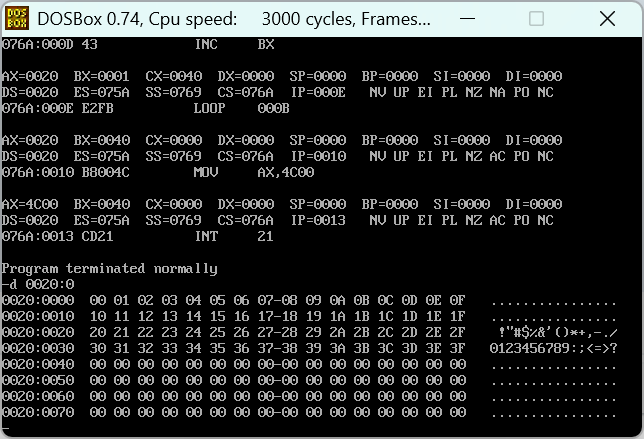 DOS
BOX
DOSBox 0.74, Cpu speed:    3000 cycles, Frames...
076A:000D 43            INC     BX
AX=0020  BX=0001  CX=0040  DX=0000  SP=0000  BP=0000  SI=0000  DI=0000
DS=0020  ES=075A  SS=0769  CS=076A  IP=000E   NV UP EI PL NZ NA PO NC
076A:000E E2FB          LOOP    000B
AX=0020  BX=0040  CX=0000  DX=0000  SP=0000  BP=0000  SI=0000  DI=0000
DS=0020  ES=075A  SS=0769  CS=076A  IP=0010   NV UP EI PL NZ AC PO NC
076A:0010 B8004C        MOV     AX,4C00
AX=4C00  BX=0040  CX=0000  DX=0000  SP=0000  BP=0000  SI=0000  DI=0000
DS=0020  ES=075A  SS=0769  CS=076A  IP=0013   NV UP EI PL NZ AC PO NC
076A:0013 CD21          INT     21
Program terminated normally
-d 0020:0
0020:0000  00 01 02 03 04 05 06 07-08 09 0A 0B 0C 0D 0E 0F   ................
0020:0010  10 11 12 13 14 15 16 17-18 19 1A 1B 1C 1D 1E 1F   ................
0020:0020  20 21 22 23 24 25 26 27-28 29 2A 2B 2C 2D 2E 2F    !"#$%&'()*+,-./
0020:0030  30 31 32 33 34 35 36 37-38 39 3A 3B 3C 3D 3E 3F   0123456789:;<=>?
0020:0040  00 00 00 00 00 00 00 00-00 00 00 00 00 00 00 00   ................
0020:0050  00 00 00 00 00 00 00 00-00 00 00 00 00 00 00 00   ................
0020:0060  00 00 00 00 00 00 00 00-00 00 00 00 00 00 00 00   ................
0020:0070  00 00 00 00 00 00 00 00-00 00 00 00 00 00 00 00   ................
-